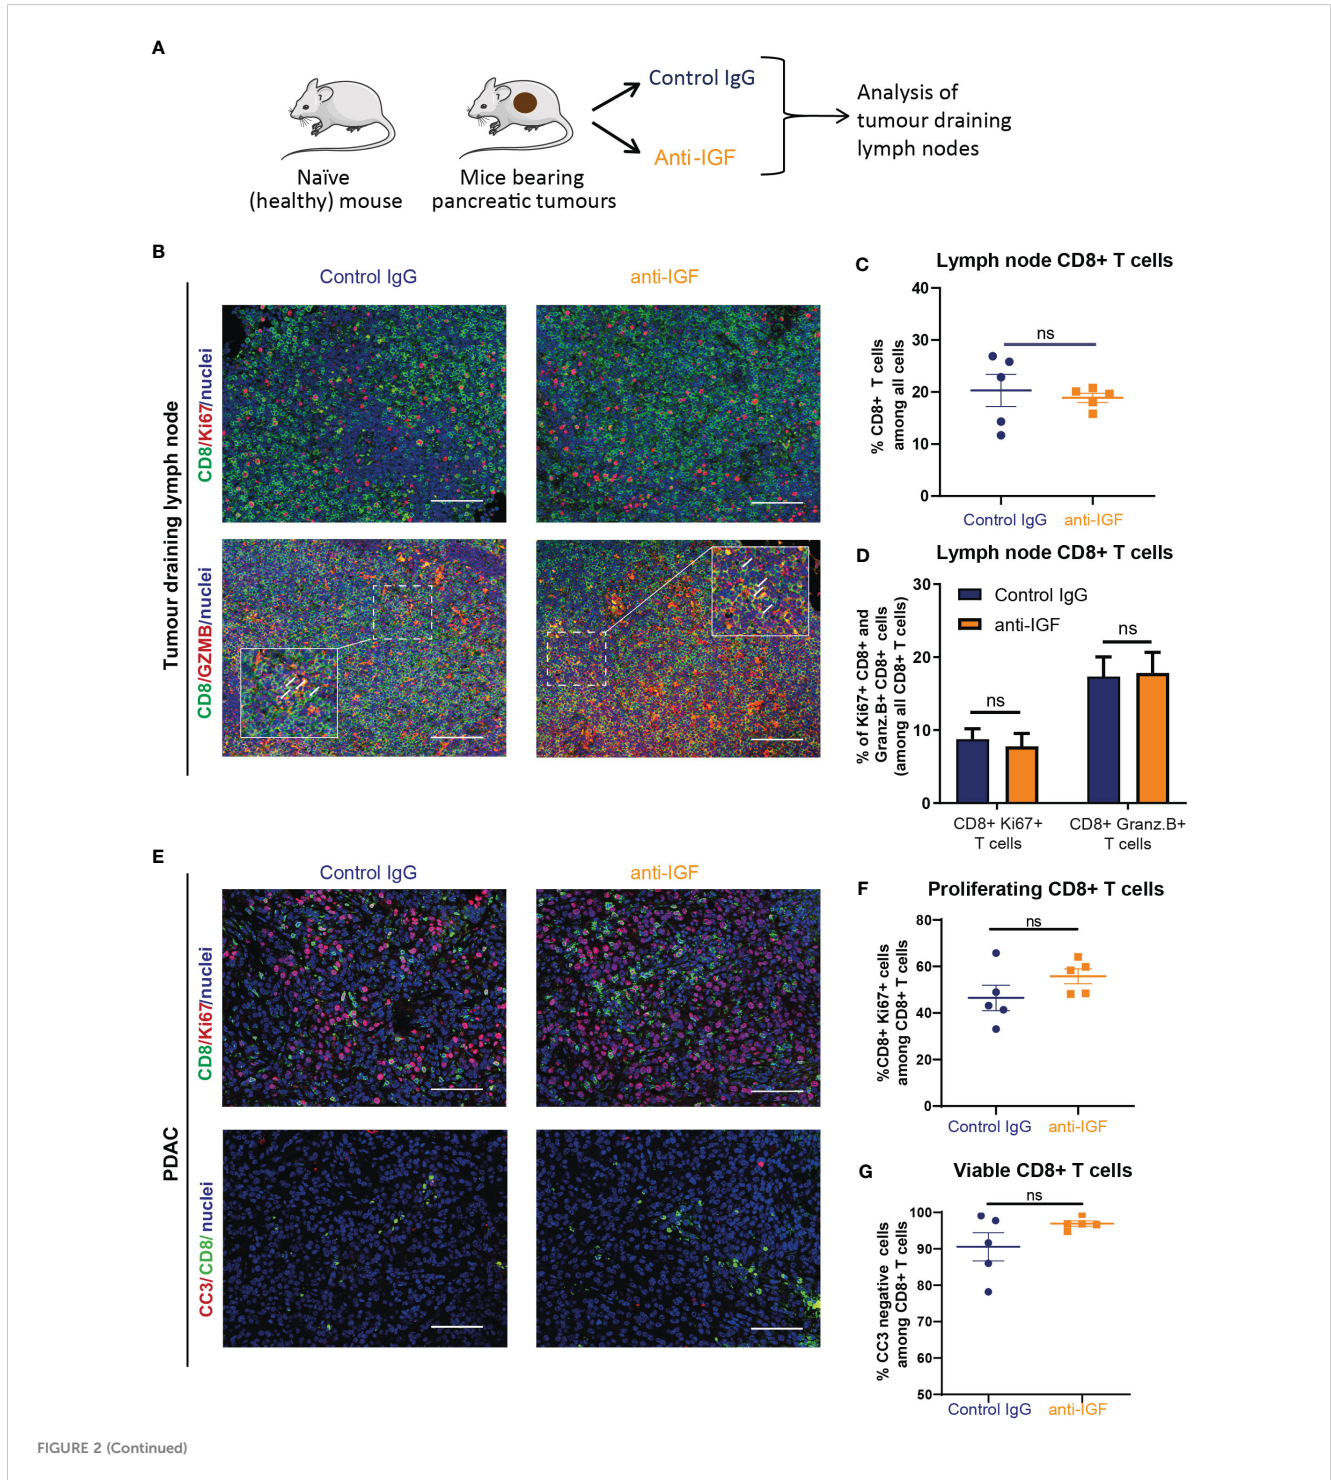 A
Control IgG
Anti-IGF
Analysis of
tumour draining
lymph nodes
Naïve
(healthy) mouse
Mice bearing
pancreatic tumours
B
Control IgG
anti-IGF
Tumour draining lymph node
CD8/Ki67/nuclei
CD8/GZMB/nuclei
C
Lymph node CD8+ T cells
% CD8+ T cells
among all cells
40
30
20
10
0
ns
Control IgG
anti-IGF
D
Lymph node CD8+ T cells
% of Ki67+ CD8+ and
Granz.B+ CD8+ cells
(among all CD8+ T cells)
30
20
10
0
Control IgG
anti-IGF
ns
ns
CD8+ Ki67+
T cells
CD8+ Granz.B+
T cells
E
Control IgG
anti-IGF
PDAC
CD8/Ki67/nuclei
CC3/CD8/nuclei
F
Proliferating CD8+ T cells
%CD8+ Ki67+ cells
among CD8+ T cells
80
60
40
20
0
ns
Control IgG
anti-IGF
G
Viable CD8+ T cells
% CC3 negative cells
among CD8+ T cells
100
90
80
70
60
50
ns
Control IgG
anti-IGF
FIGURE 2 (Continued)